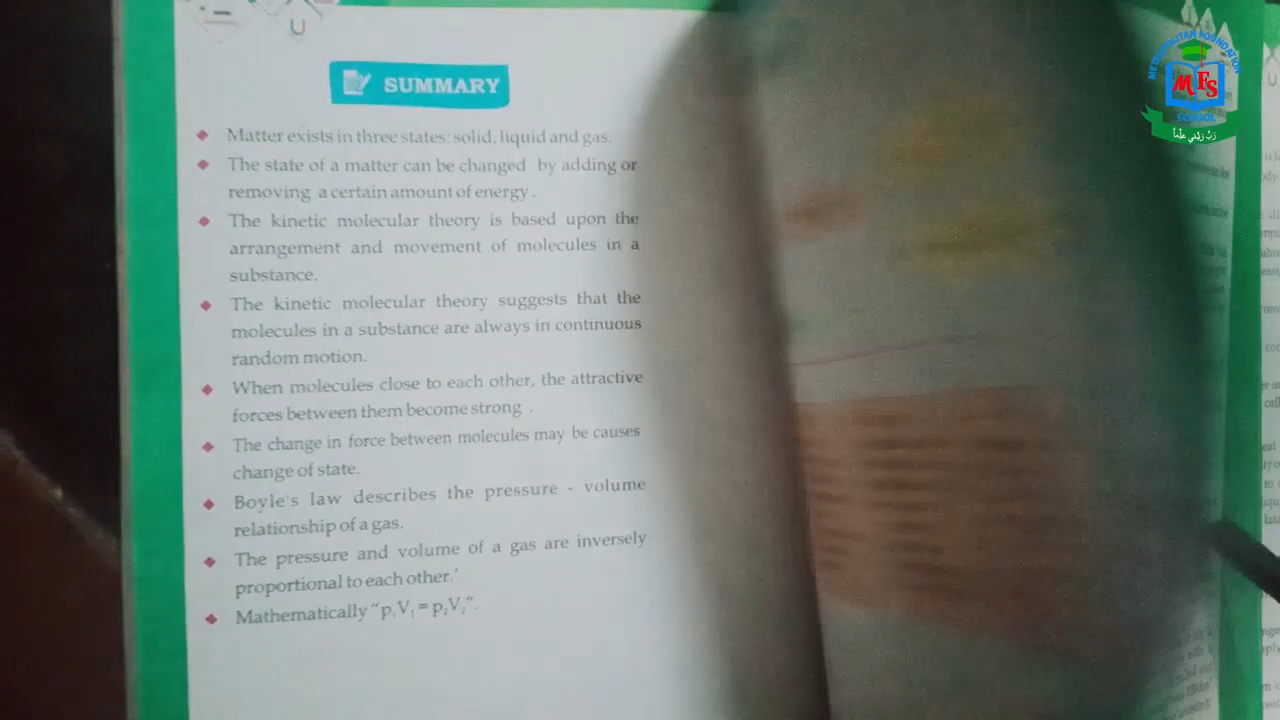 SUMMARY
Matter exists in three states: solid, liquid and gas.
The state of a matter can be changed by adding or
removing a certain amount of energy .
The kinetic molecular theory is based upon the
arrangement and movement of molecules in a
substance.
The kinetic molecular theory suggests that the
molecules in a substance are always in continuous
random motion.
When molecules close to each other, the attractive
forces between them become strong .
The change in force between molecules may be causes
change of state.
Boyle's law describes the pressure - volume
relationship of a gas.
The pressure and volume of a gas are inversely
proportional to each other.'
Mathematically "p₁V₁ = p₂V₂".
METROPOLITAN FOUNDATION
MFS
SCHOOL
رَبِّ زِدْنِي عِلْماً